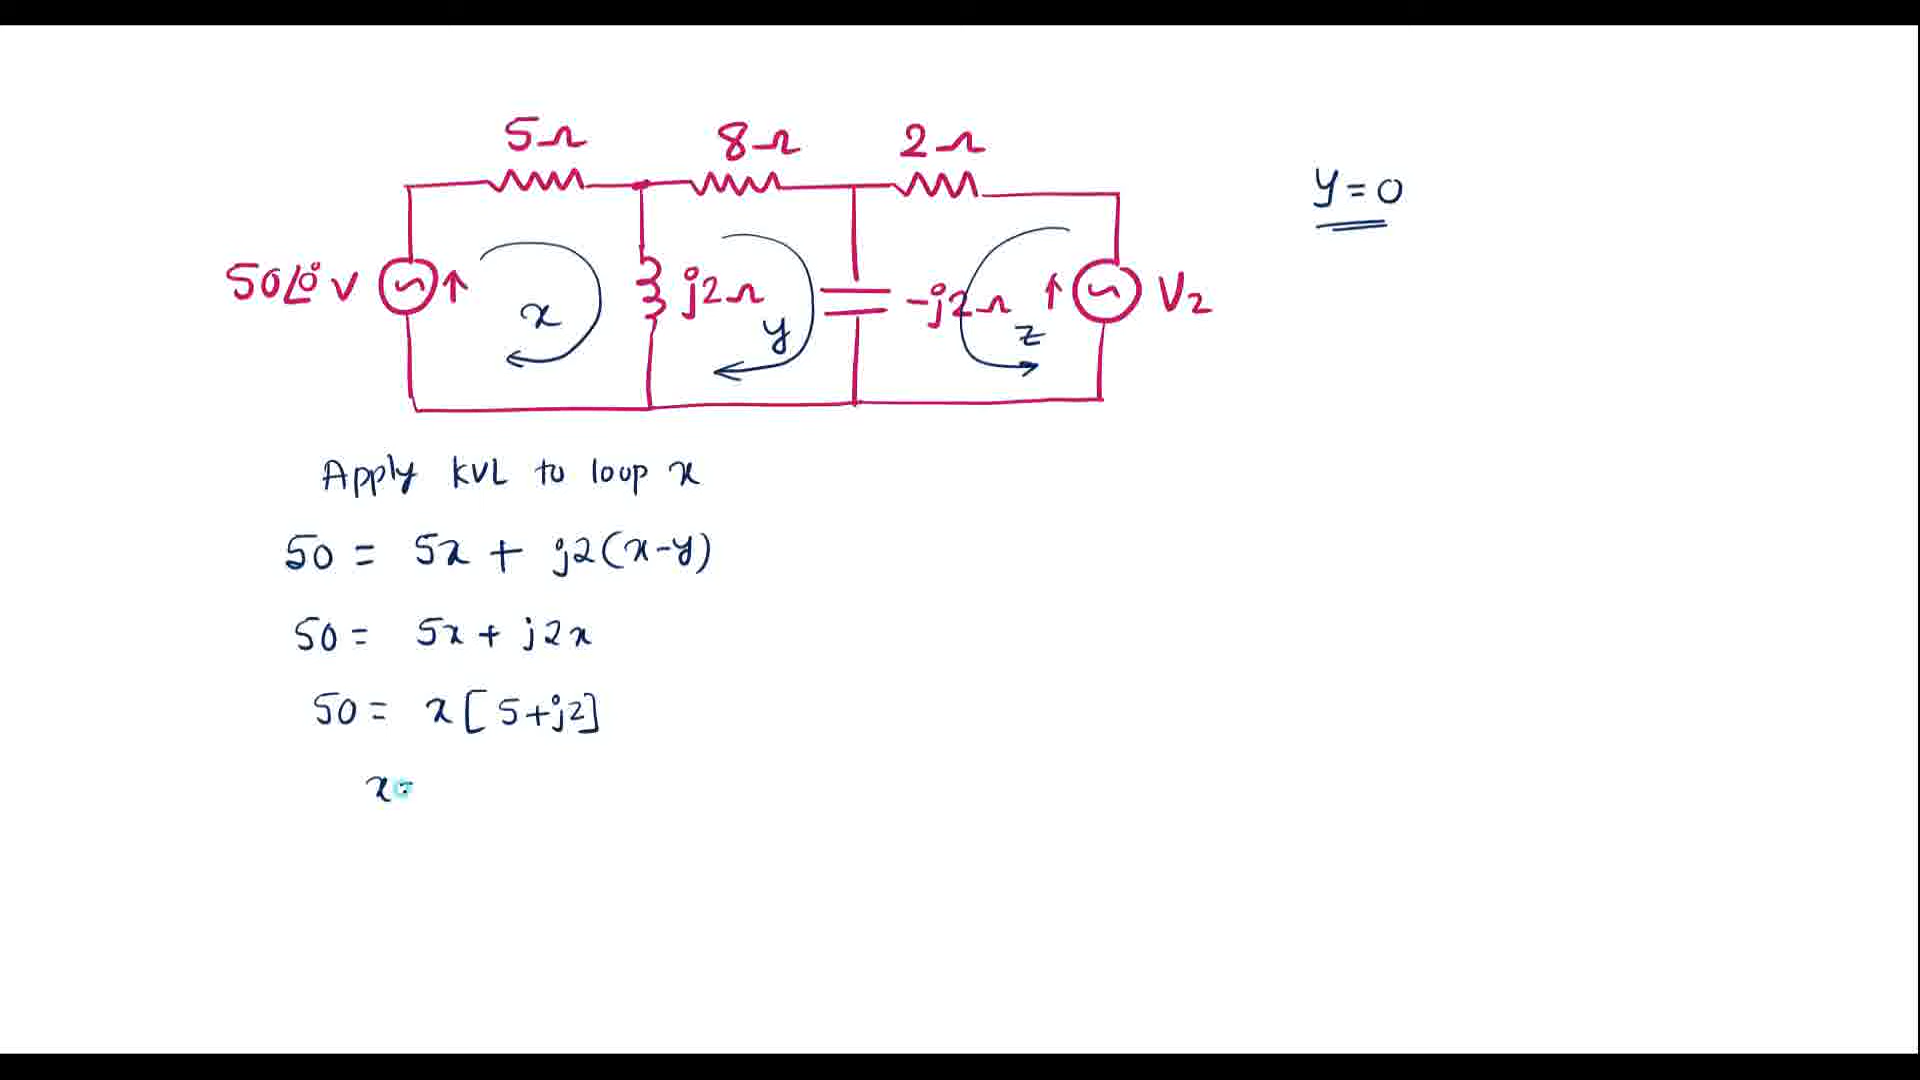 5Ω 8Ω 2Ω
y=0
50∠0° V x j2Ω y -j2Ω z V2
Apply KVL to loop x
50 = 5x + j2(x-y)
50 = 5x + j2x
50 = x[5+j2]
x=